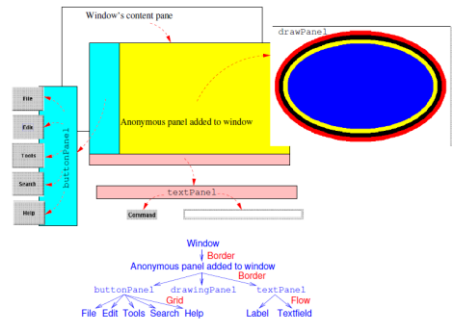 Window's content pane
drawPanel
File
Edit
Tools
Search
Help
buttonPanel
Anonymous panel added to window
textPanel
Command
Window
Border
Anonymous panel added to window
Border
buttonPanel drawingPanel textPanel
Grid Flow
File Edit Tools Search Help Label Textfield